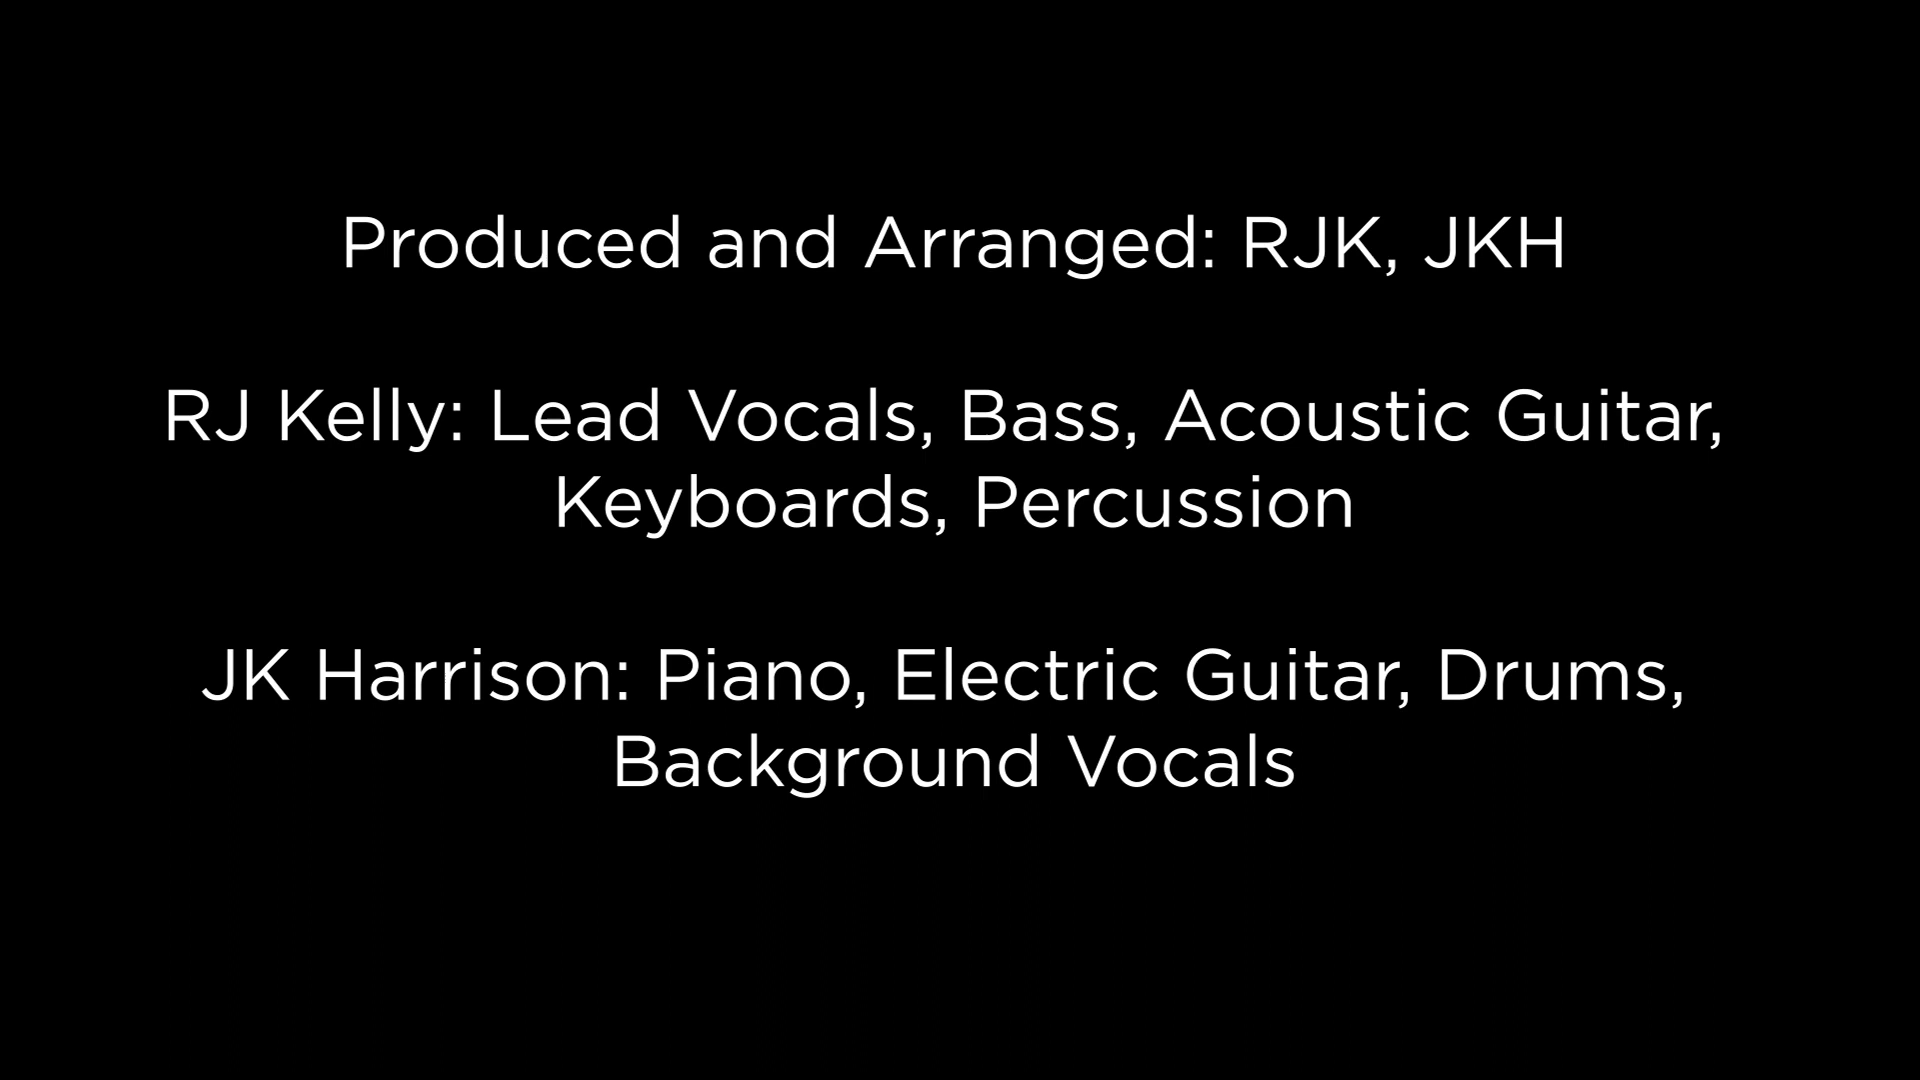 Produced and Arranged: RJK, JKH
RJ Kelly: Lead Vocals, Bass, Acoustic Guitar,
Keyboards, Percussion
JK Harrison: Piano, Electric Guitar, Drums,
Background Vocals